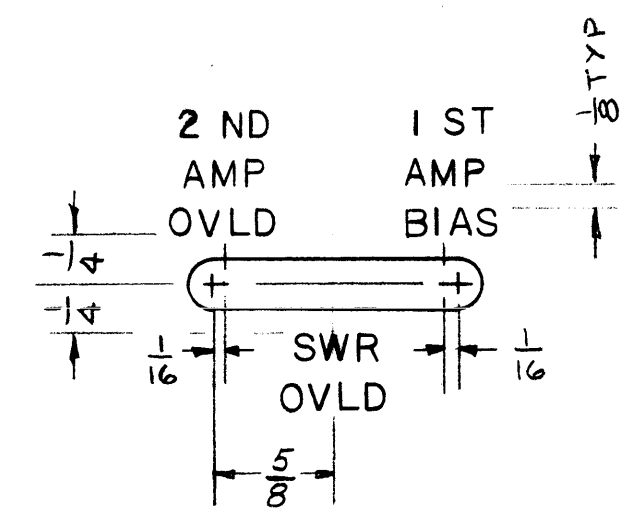 1/8 TYP
2 ND
AMP
OVLD
1 ST
AMP
BIAS
1/4
1/4
1/16
SWR
OVLD
1/16
5/8